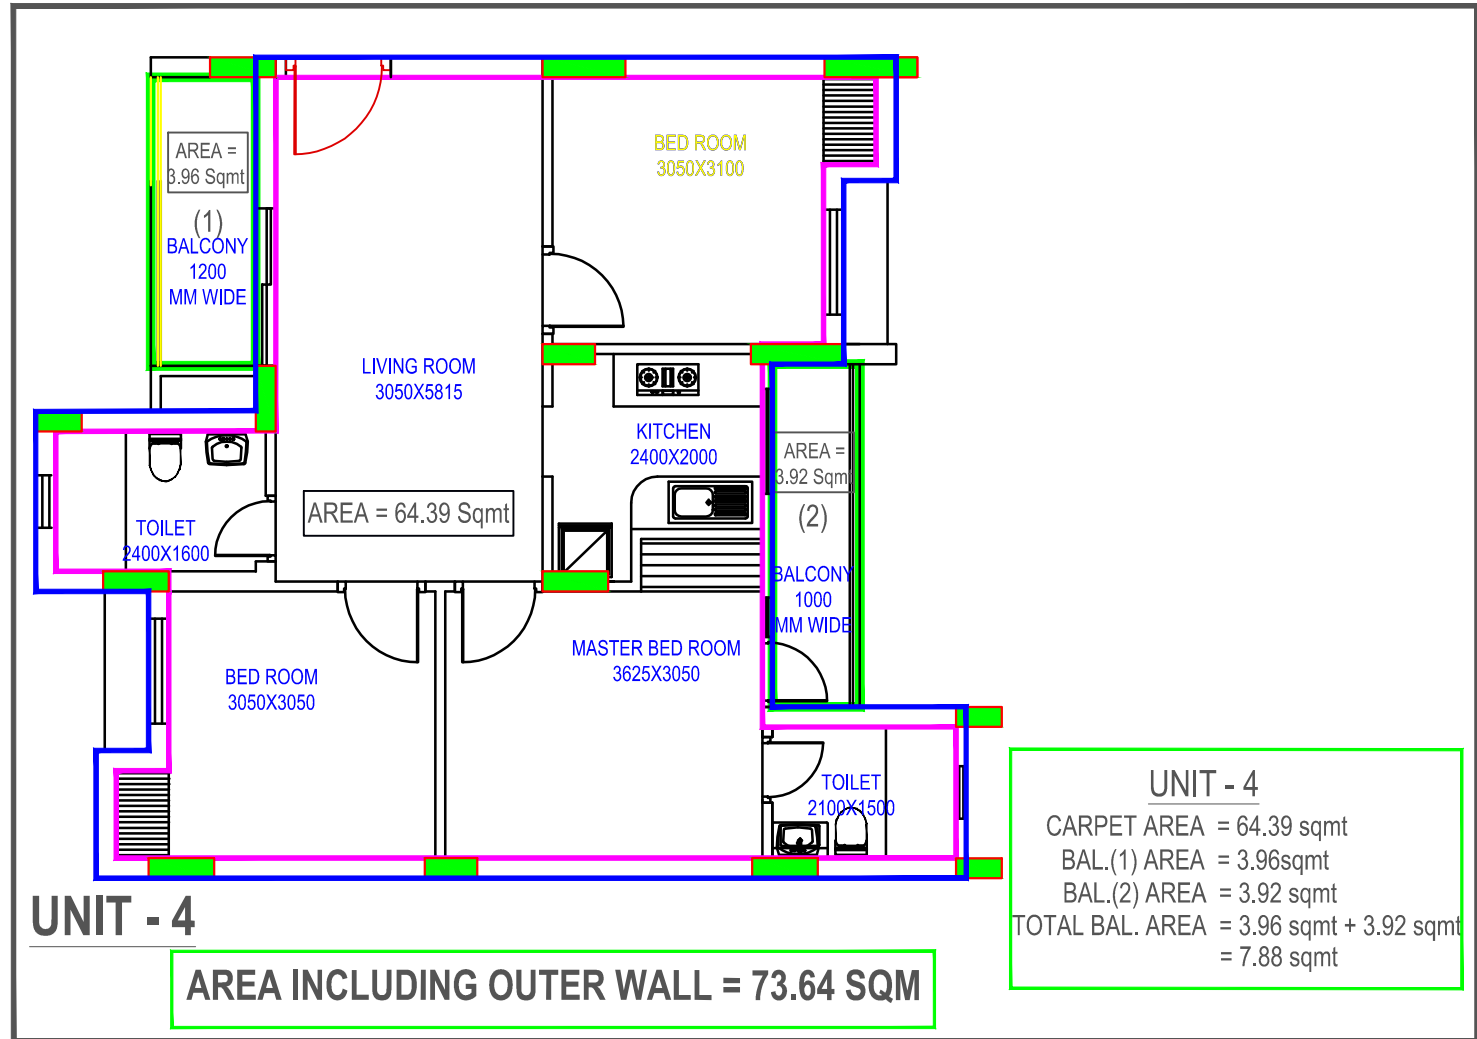 AREA =
3.96 Sqmt
(1)
BALCONY
1200
MM WIDE
BED ROOM
3050X3100
LIVING ROOM
3050X5815
KITCHEN
2400X2000
AREA =
3.92 Sqmt
(2)
AREA = 64.39 Sqmt
TOILET
2400X1600
BALCONY
1000
MM WIDE
MASTER BED ROOM
3625X3050
BED ROOM
3050X3050
TOILET
2100X1500
UNIT - 4
CARPET AREA = 64.39 sqmt
BAL.(1) AREA = 3.96sqmt
BAL.(2) AREA = 3.92 sqmt
TOTAL BAL. AREA = 3.96 sqmt + 3.92 sqmt
= 7.88 sqmt
UNIT - 4
AREA INCLUDING OUTER WALL = 73.64 SQM